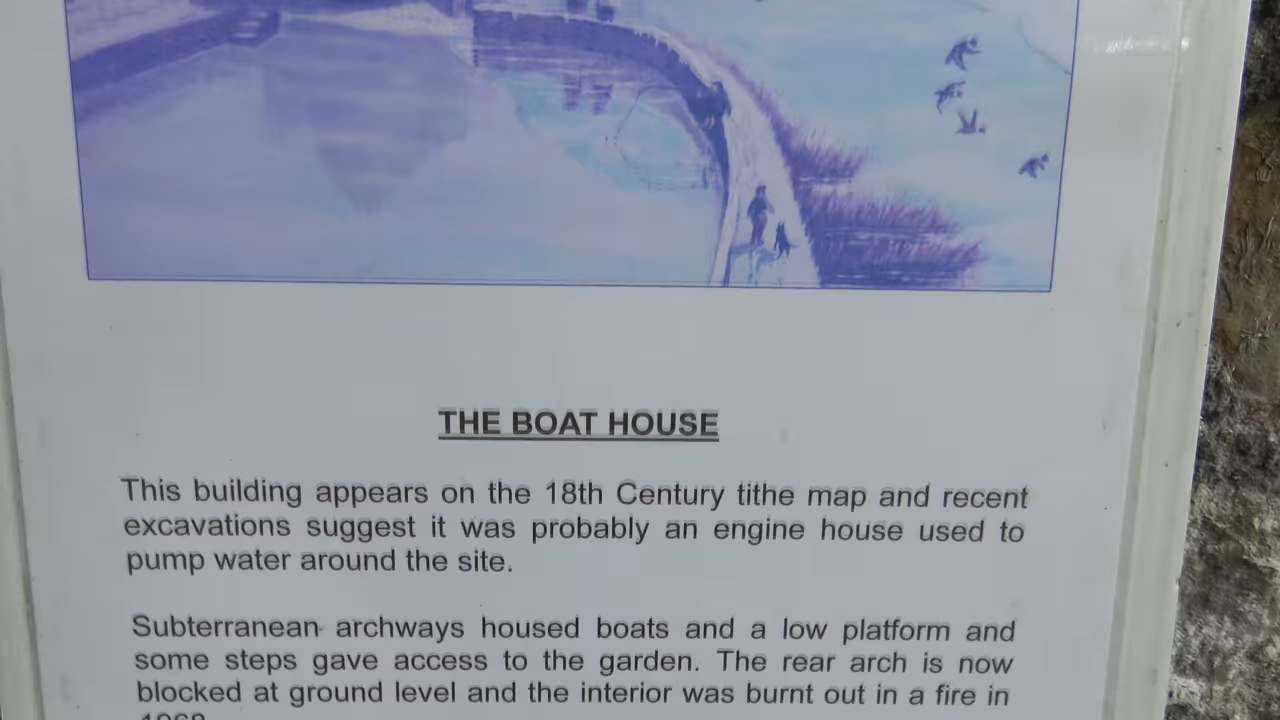 THE BOAT HOUSE
This building appears on the 18th Century tithe map and recent
excavations suggest it was probably an engine house used to
pump water around the site.
Subterranean archways housed boats and a low platform and
some steps gave access to the garden. The rear arch is now
blocked at ground level and the interior was burnt out in a fire in